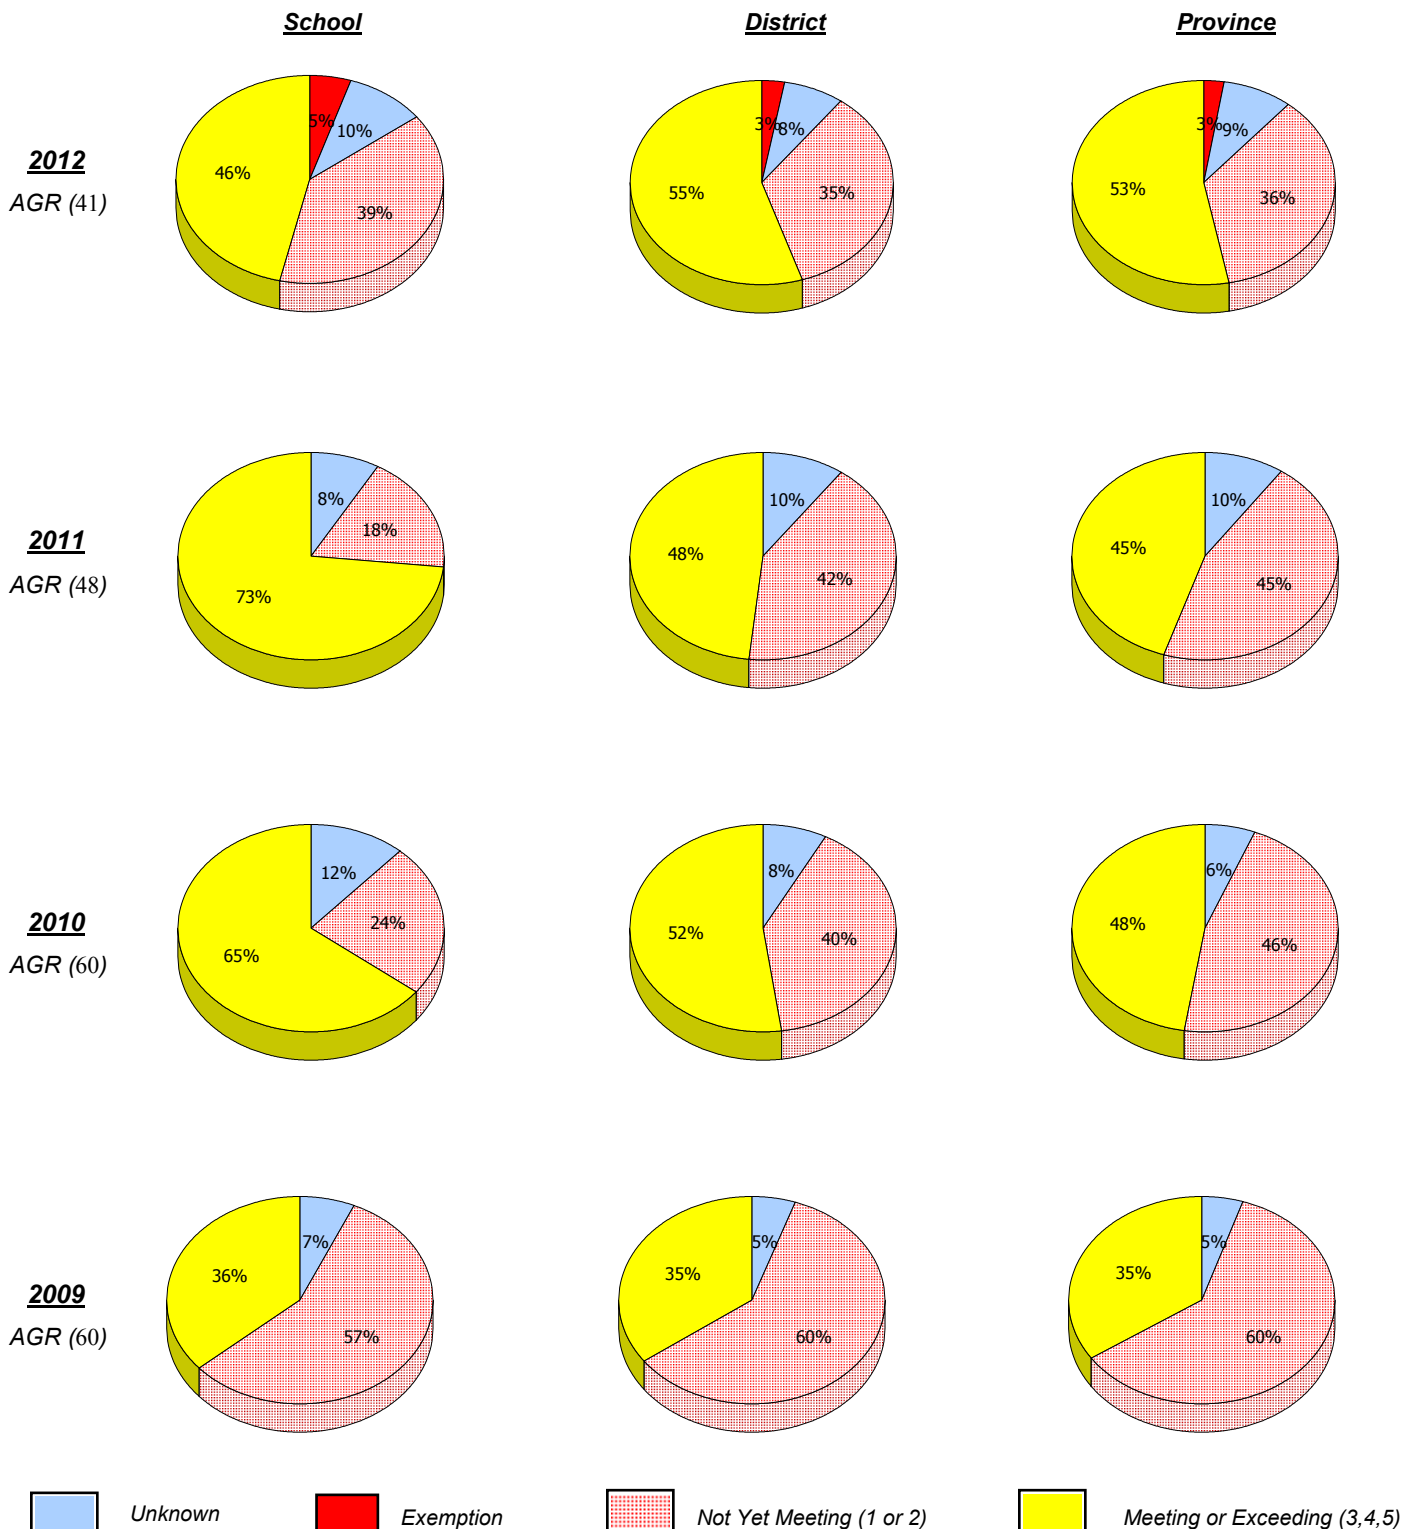 School District Province
5% 10% 39% 46%
3% 8% 35% 55%
3% 9% 36% 53%
2012
AGR (41)
8% 18% 73%
10% 42% 48%
10% 45% 45%
2011
AGR (48)
12% 24% 65%
8% 40% 52%
6% 46% 48%
2010
AGR (60)
7% 57% 36%
5% 60% 35%
5% 60% 35%
2009
AGR (60)
Unknown Exemption Not Yet Meeting (1 or 2) Meeting or Exceeding (3,4,5)